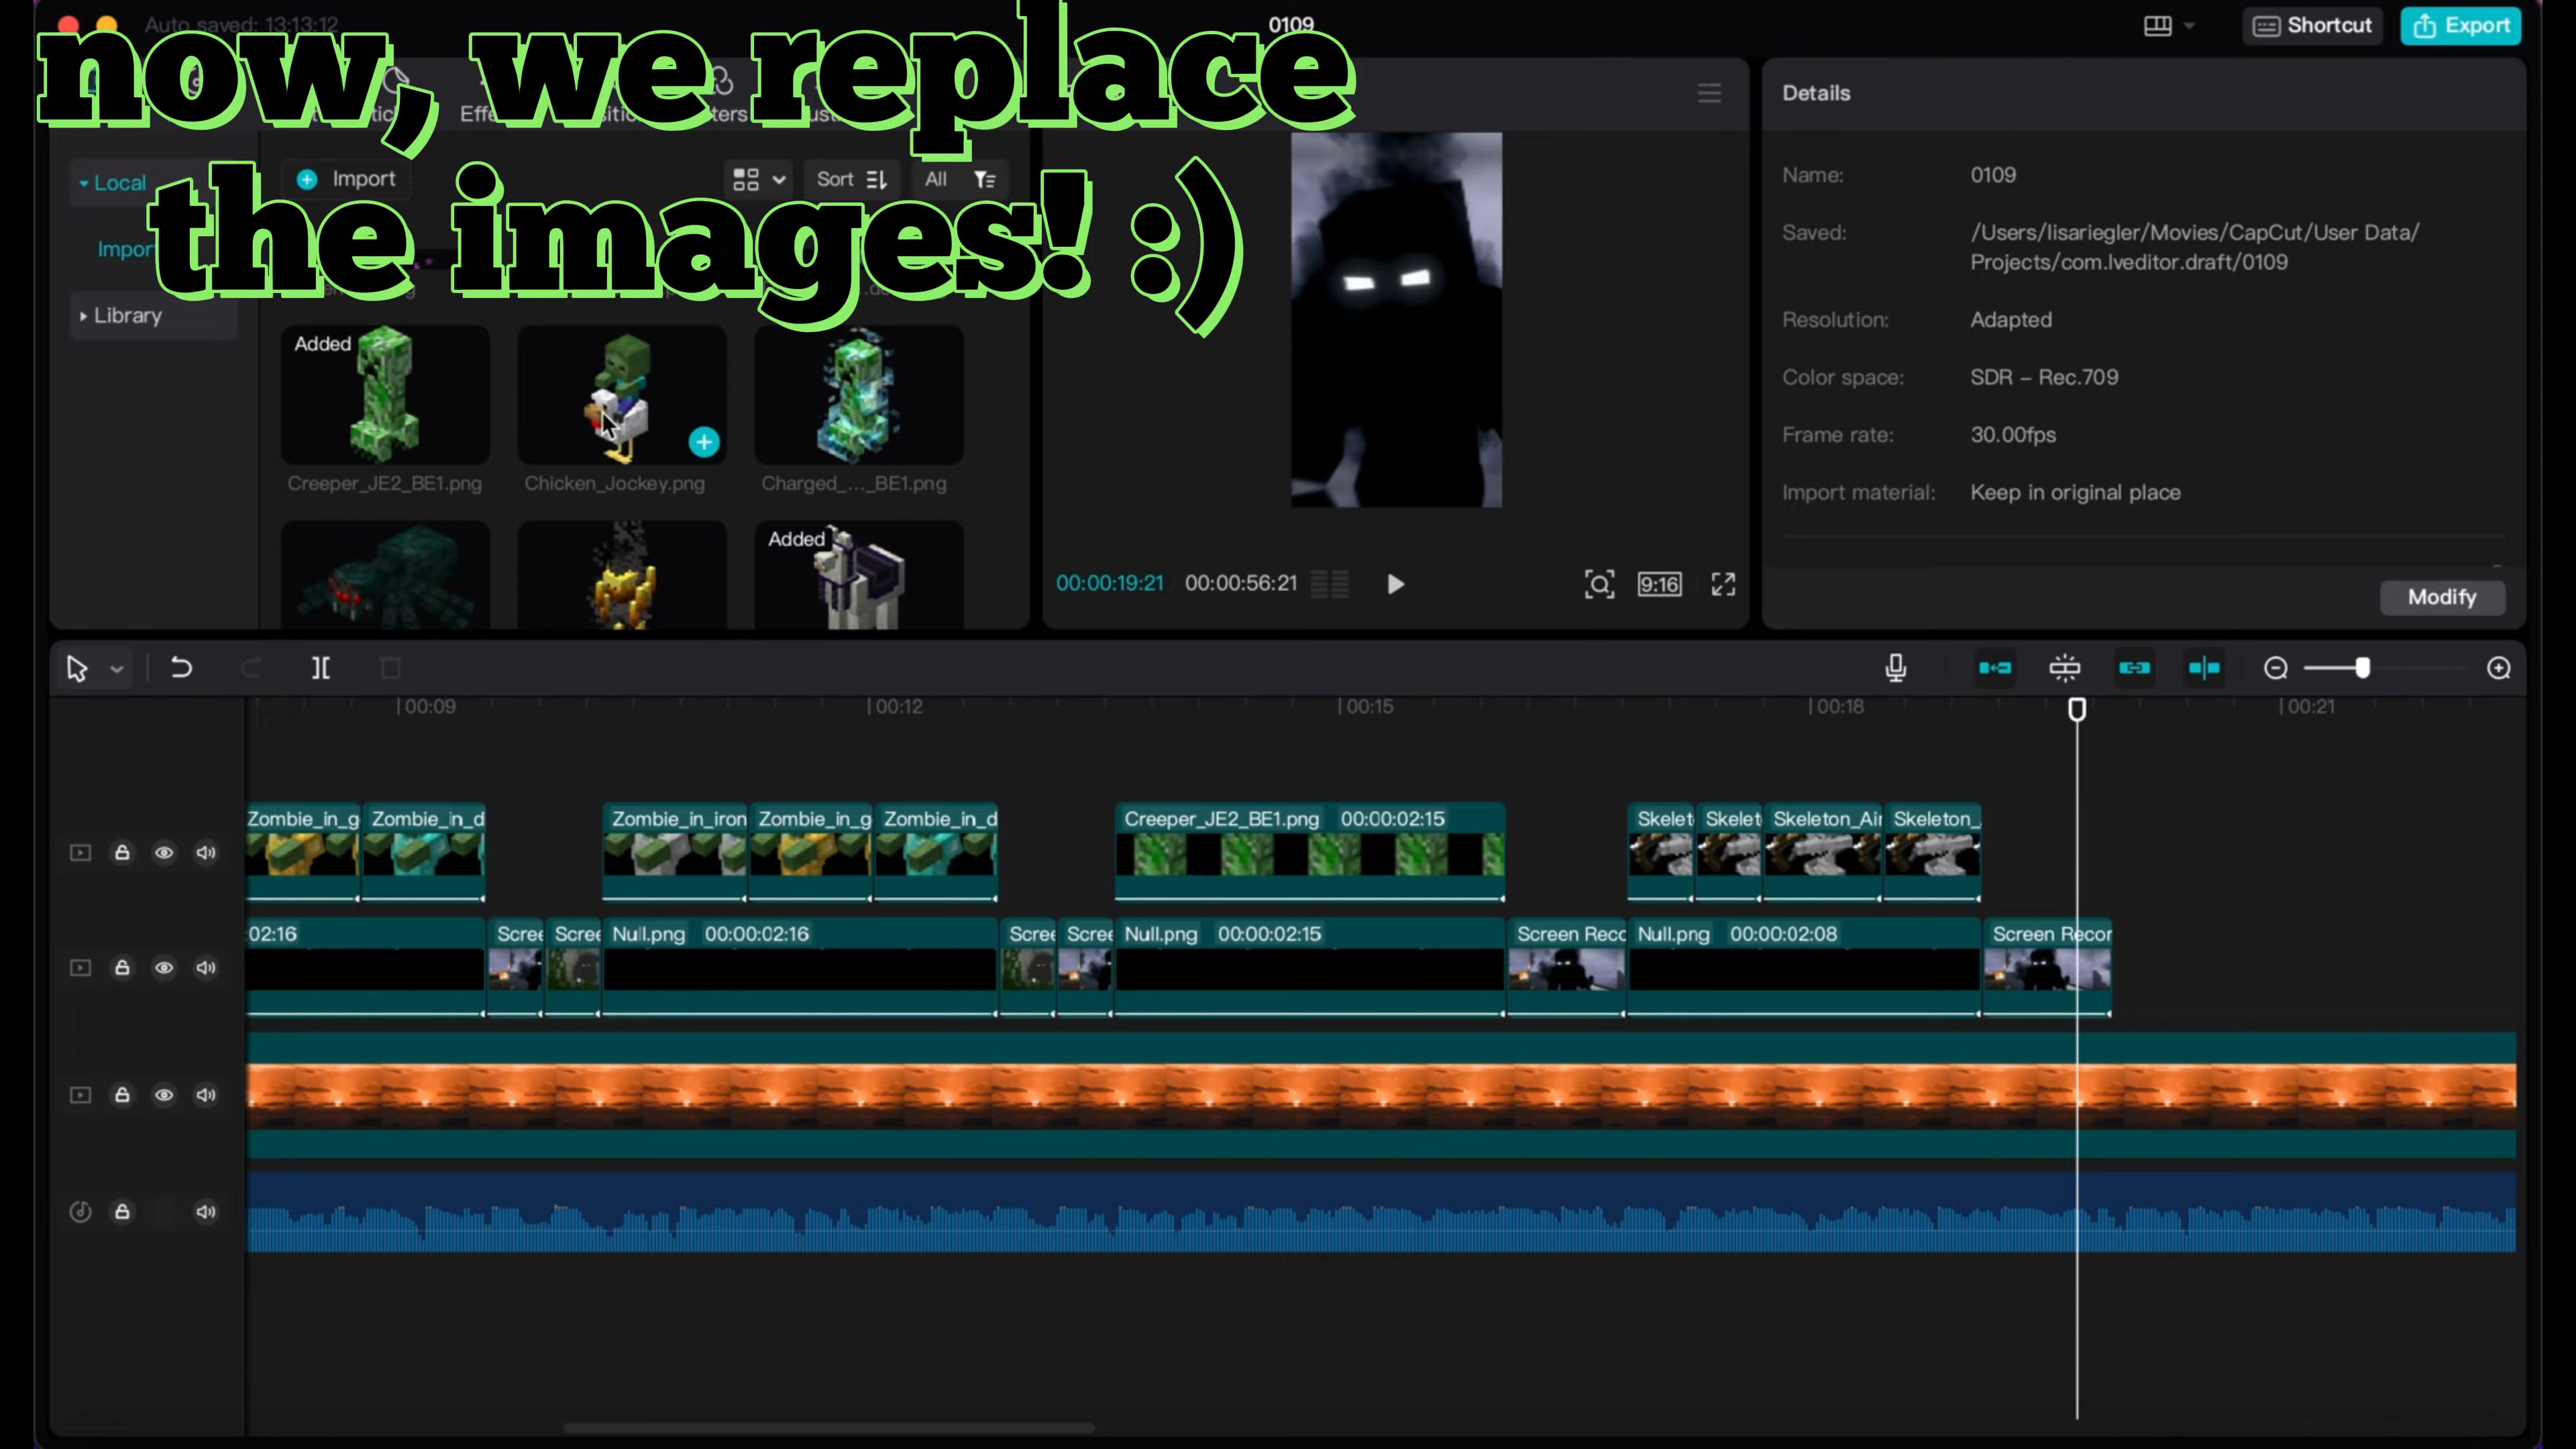 Auto saved: 13:13:12
0109
Shortcut
Export
now, we replace
the images! :)
Details
Local
Import
Sort
All
Library
Name: 0109
Saved: /Users/lisariegler/Movies/CapCut/User Data/
Projects/com.lveditor.draft/0109
Resolution: Adapted
Color space: SDR – Rec.709
Frame rate: 30.00fps
Import material: Keep in original place
Modify
Added
Creeper_JE2_BE1.png
Chicken_Jockey.png
Charged_..._BE1.png
Added
00:00:19:21 00:00:56:21
9:16
00:09 00:12 00:15 00:18 00:21
Zombie_in_g Zombie_in_d Zombie_in_iron Zombie_in_g Zombie_in_d Creeper_JE2_BE1.png 00:00:02:15 Skelet Skelet Skeleton_Air Skeleton_
:02:16 Scree Scree Null.png 00:00:02:16 Scree Scree Null.png 00:00:02:15 Screen Reco Null.png 00:00:02:08 Screen Recor